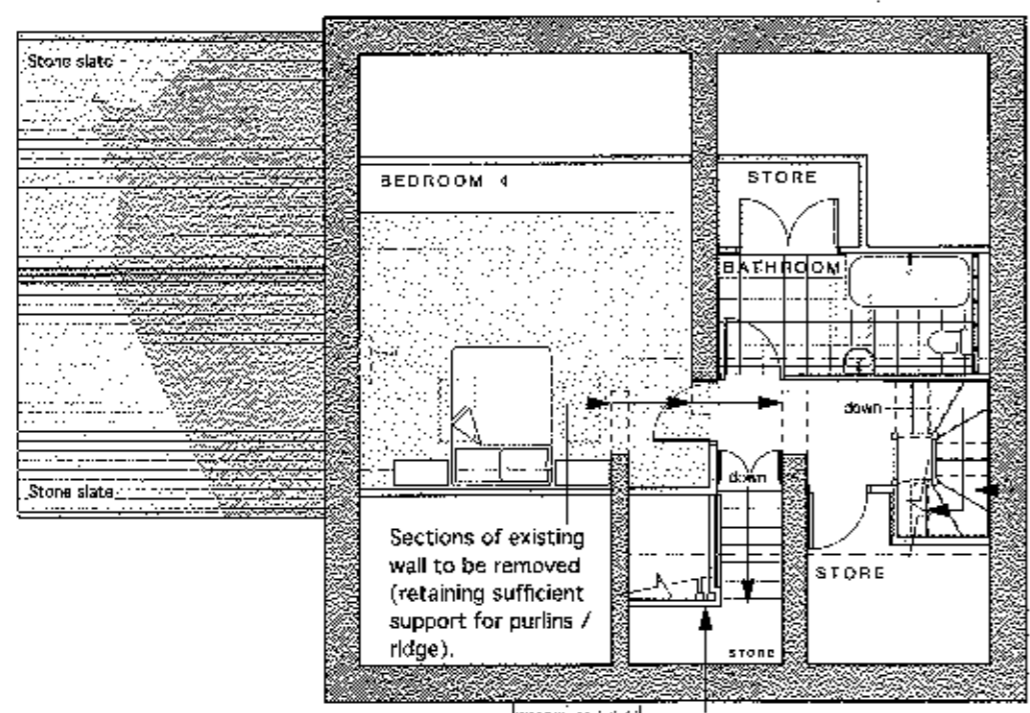 Stone slate
BEDROOM 4
STORE
BATHROOM
down
down
Stone slate
Sections of existing
wall to be removed
(retaining sufficient
support for purlins /
ridge).
STORE
STORE